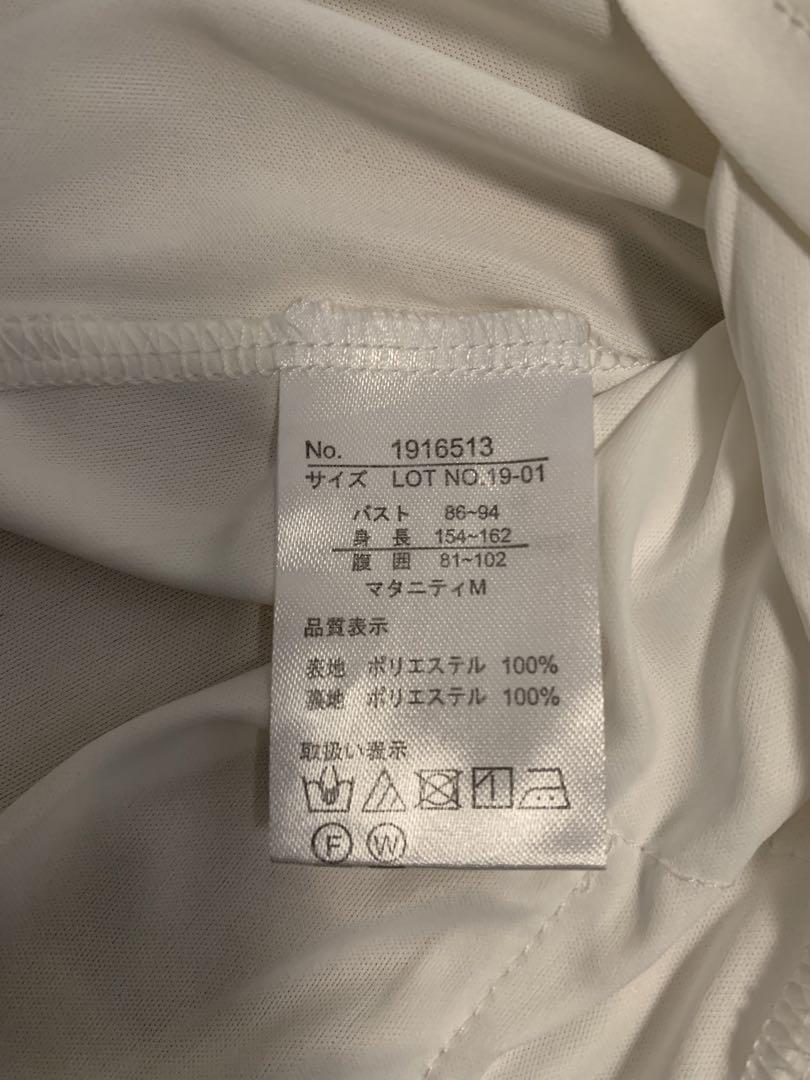 No. 1916513
サイズ LOT NO.19-01
バスト 86~94
身 長 154~162
腹 囲 81~102
マタニティM
品質表示
表地 ポリエステル 100%
裏地 ポリエステル 100%
取扱い表示
F W